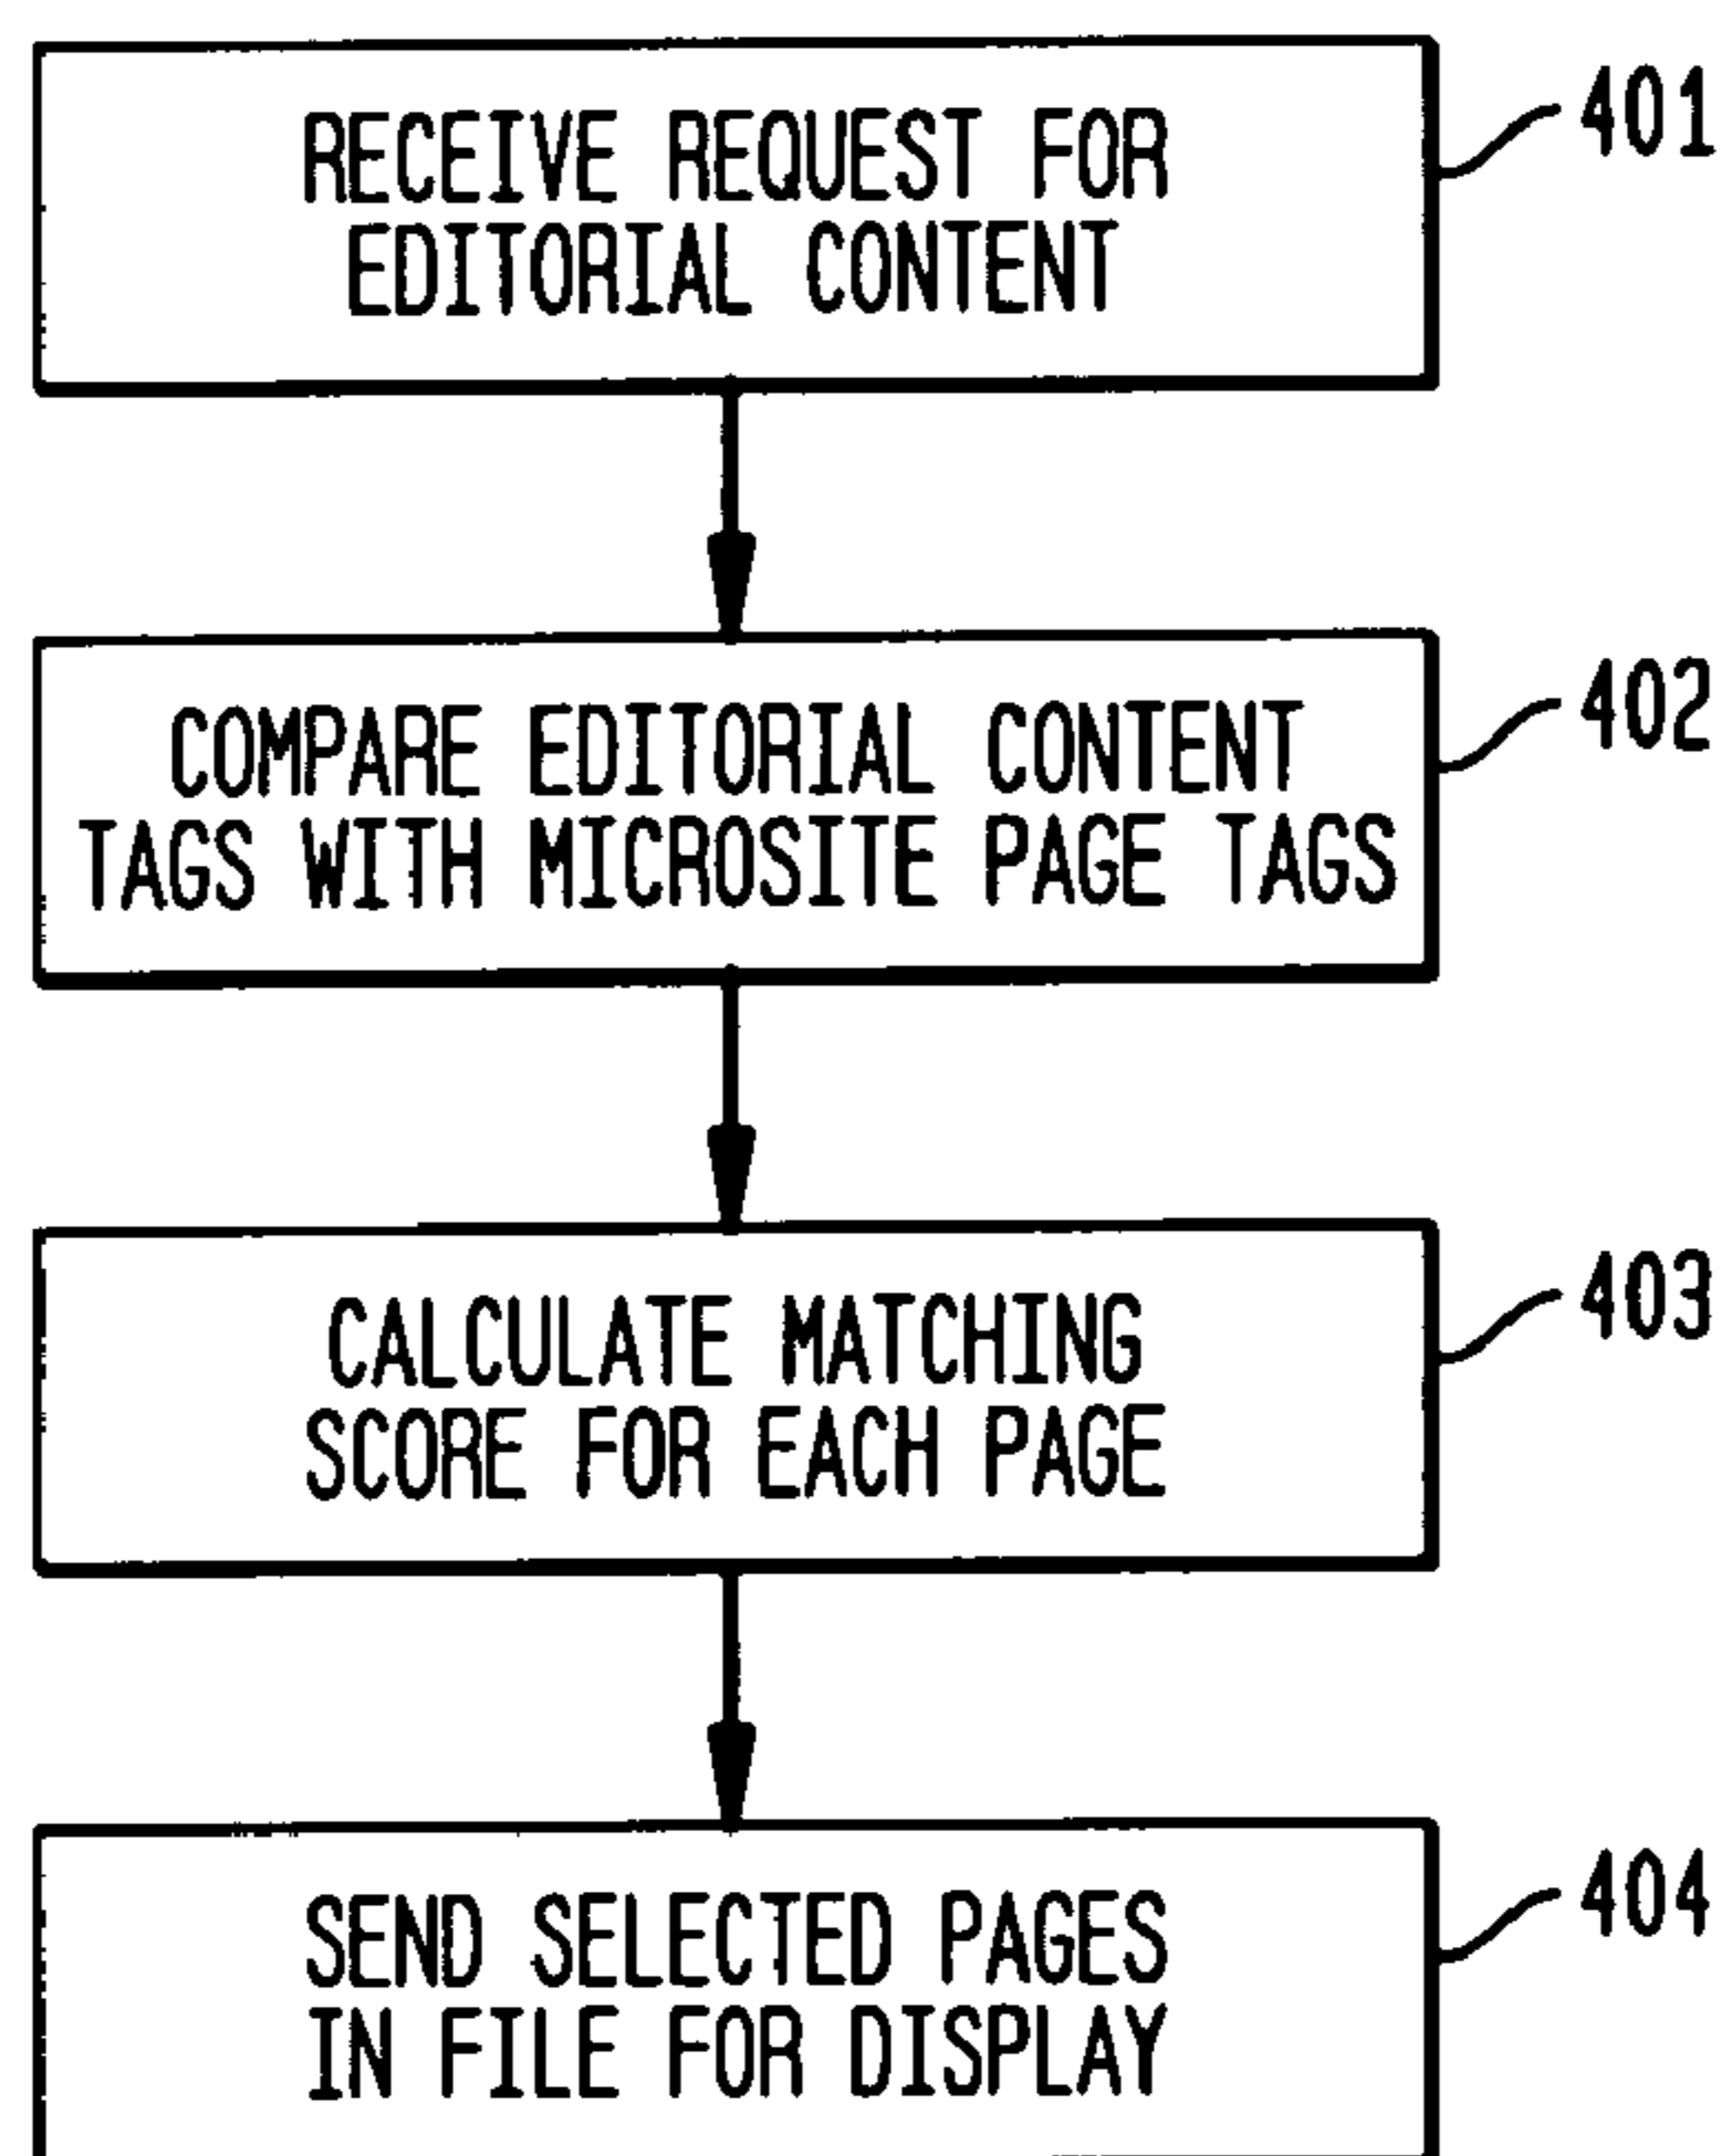 RECEIVE REQUEST FOR
EDITORIAL CONTENT
401
COMPARE EDITORIAL CONTENT
TAGS WITH MICROSITE PAGE TAGS
402
CALCULATE MATCHING
SCORE FOR EACH PAGE
403
SEND SELECTED PAGES
IN FILE FOR DISPLAY
404